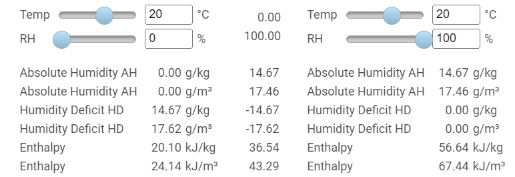 Temp 20 °C 0.00 Temp 20 °C
RH 0 % 100.00 RH 100 %
Absolute Humidity AH 0.00 g/kg 14.67 Absolute Humidity AH 14.67 g/kg
Absolute Humidity AH 0.00 g/m³ 17.46 Absolute Humidity AH 17.46 g/m³
Humidity Deficit HD 14.67 g/kg -14.67 Humidity Deficit HD 0.00 g/kg
Humidity Deficit HD 17.62 g/m³ -17.62 Humidity Deficit HD 0.00 g/m³
Enthalpy 20.10 kJ/kg 36.54 Enthalpy 56.64 kJ/kg
Enthalpy 24.14 kJ/m³ 43.29 Enthalpy 67.44 kJ/m³